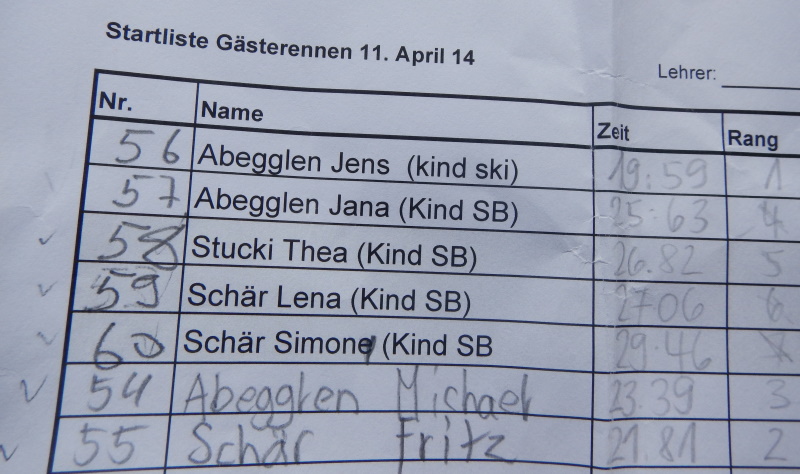 Startliste Gästerennen 11. April 14
Lehrer:
Nr. Name Zeit Rang
56 Abegglen Jens (kind ski) 19:59 1
57 Abegglen Jana (Kind SB) 25.63 4
58 Stucki Thea (Kind SB) 26.82 5
59 Schär Lena (Kind SB) 2706 6
60 Schär Simone (Kind SB 29.46
54 Abegglen Michael 23.39 3
55 Schär Fritz 21.81 2